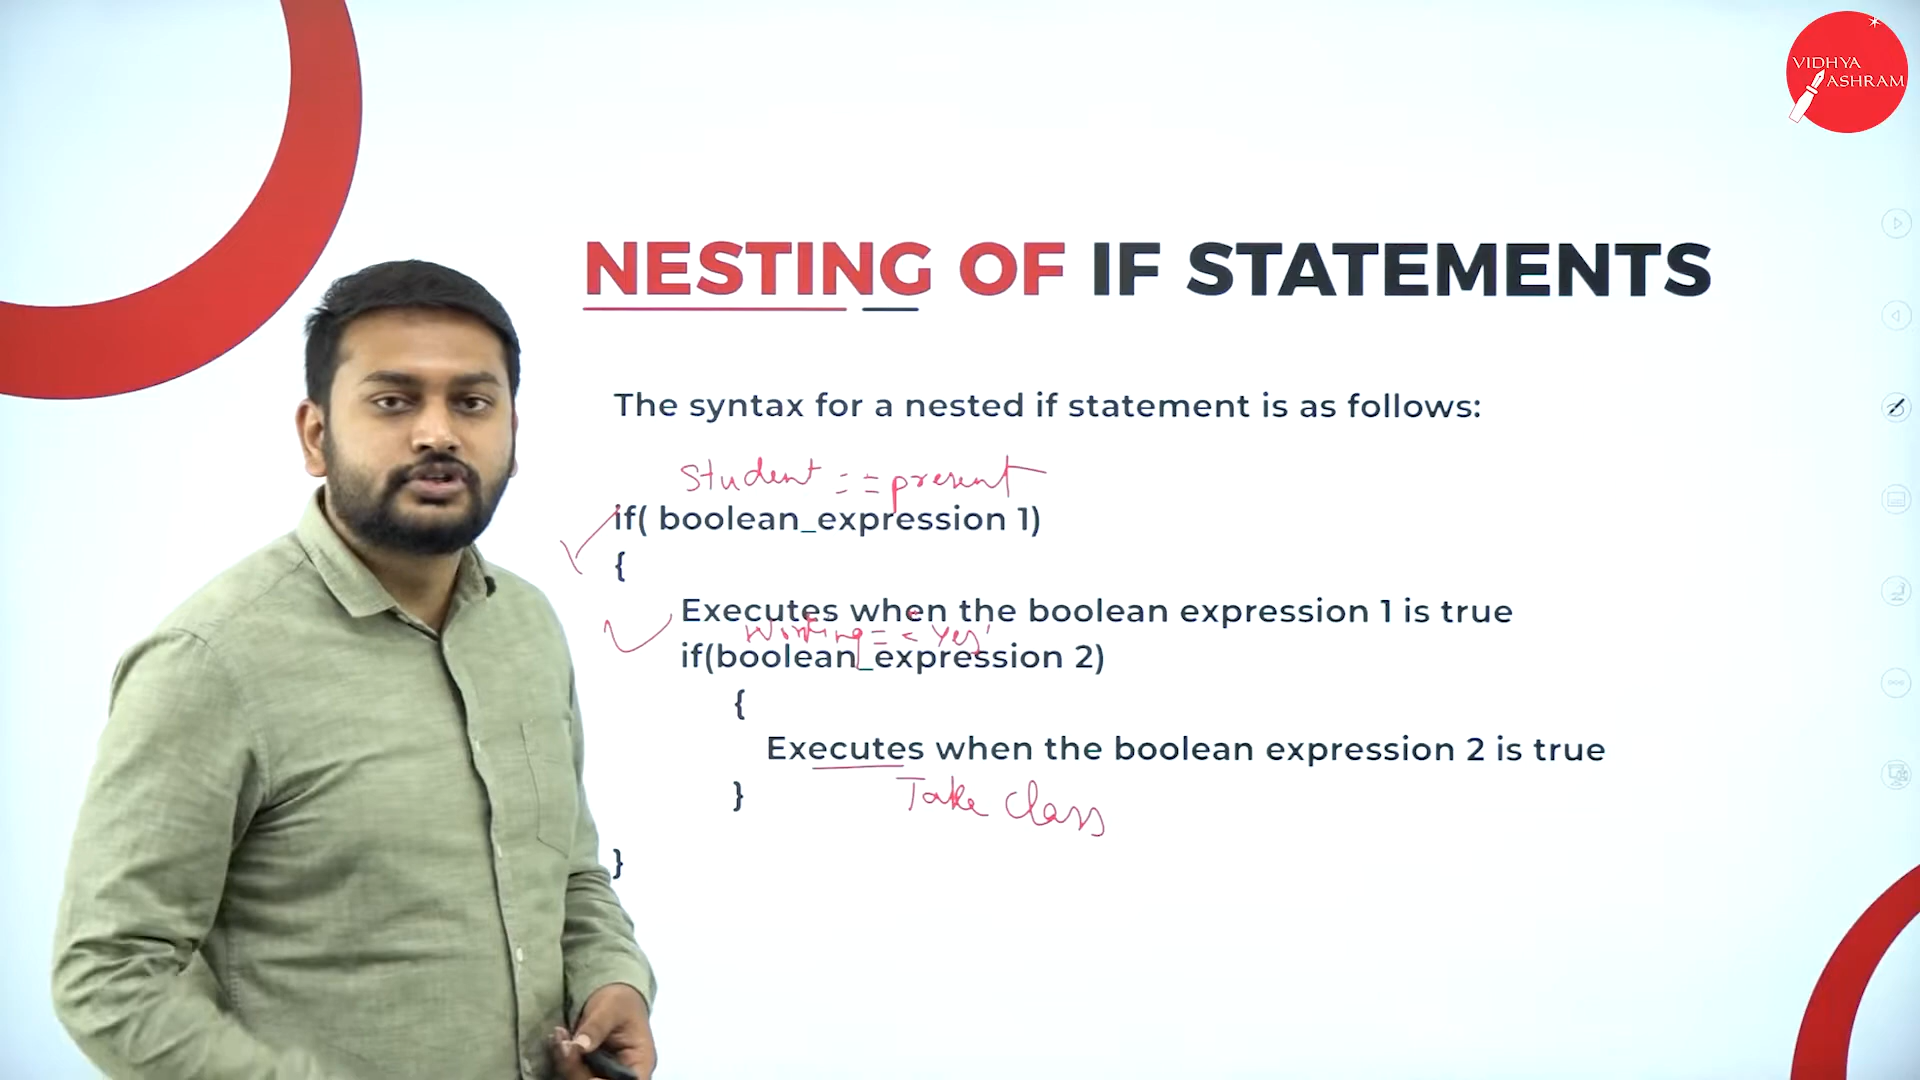 VIDHYA
ASHRAM
NESTING OF IF STATEMENTS
The syntax for a nested if statement is as follows:
Student == present
if( boolean_expression 1)
{
Executes when the boolean expression 1 is true
working = < "Yes'
if(boolean_expression 2)
{
Executes when the boolean expression 2 is true
}
Take class
}